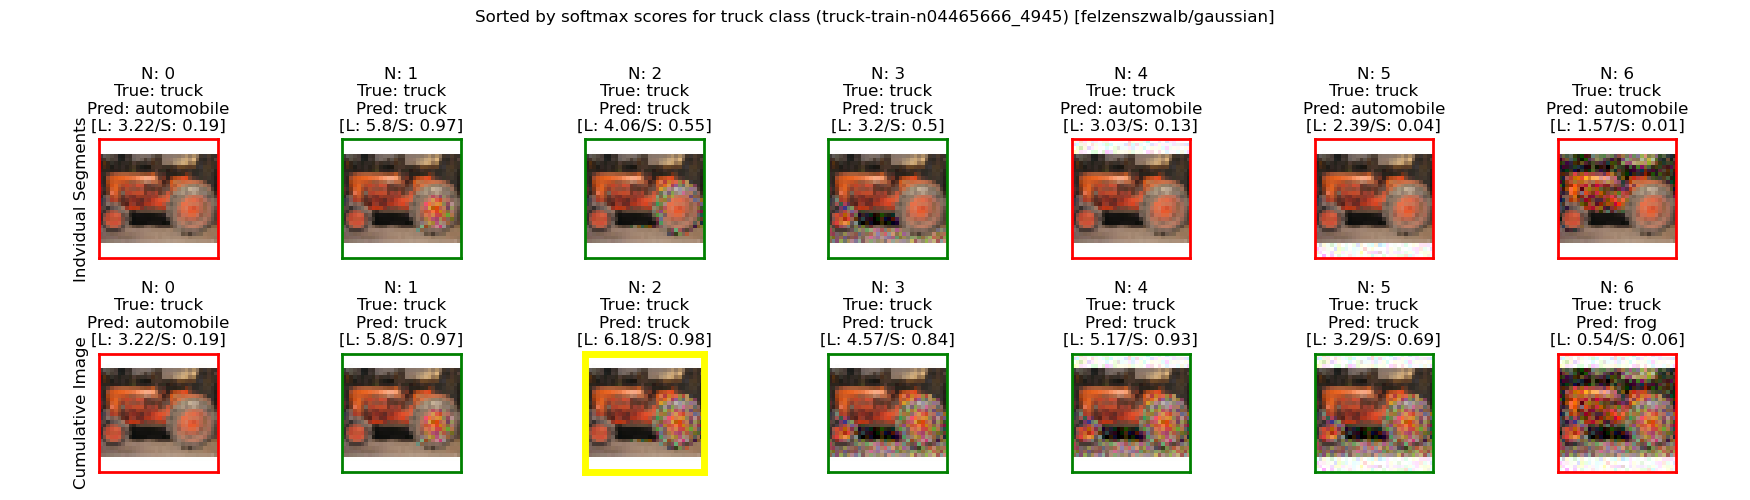 Sorted by softmax scores for truck class (truck-train-n04465666_4945) [felzenszwalb/gaussian]
Indvidual Segments
N: 0
True: truck
Pred: automobile
[L: 3.22/S: 0.19]
N: 1
True: truck
Pred: truck
[L: 5.8/S: 0.97]
N: 2
True: truck
Pred: truck
[L: 4.06/S: 0.55]
N: 3
True: truck
Pred: truck
[L: 3.2/S: 0.5]
N: 4
True: truck
Pred: automobile
[L: 3.03/S: 0.13]
N: 5
True: truck
Pred: automobile
[L: 2.39/S: 0.04]
N: 6
True: truck
Pred: automobile
[L: 1.57/S: 0.01]
Cumulative Image
N: 0
True: truck
Pred: automobile
[L: 3.22/S: 0.19]
N: 1
True: truck
Pred: truck
[L: 5.8/S: 0.97]
N: 2
True: truck
Pred: truck
[L: 6.18/S: 0.98]
N: 3
True: truck
Pred: truck
[L: 4.57/S: 0.84]
N: 4
True: truck
Pred: truck
[L: 5.17/S: 0.93]
N: 5
True: truck
Pred: truck
[L: 3.29/S: 0.69]
N: 6
True: truck
Pred: frog
[L: 0.54/S: 0.06]